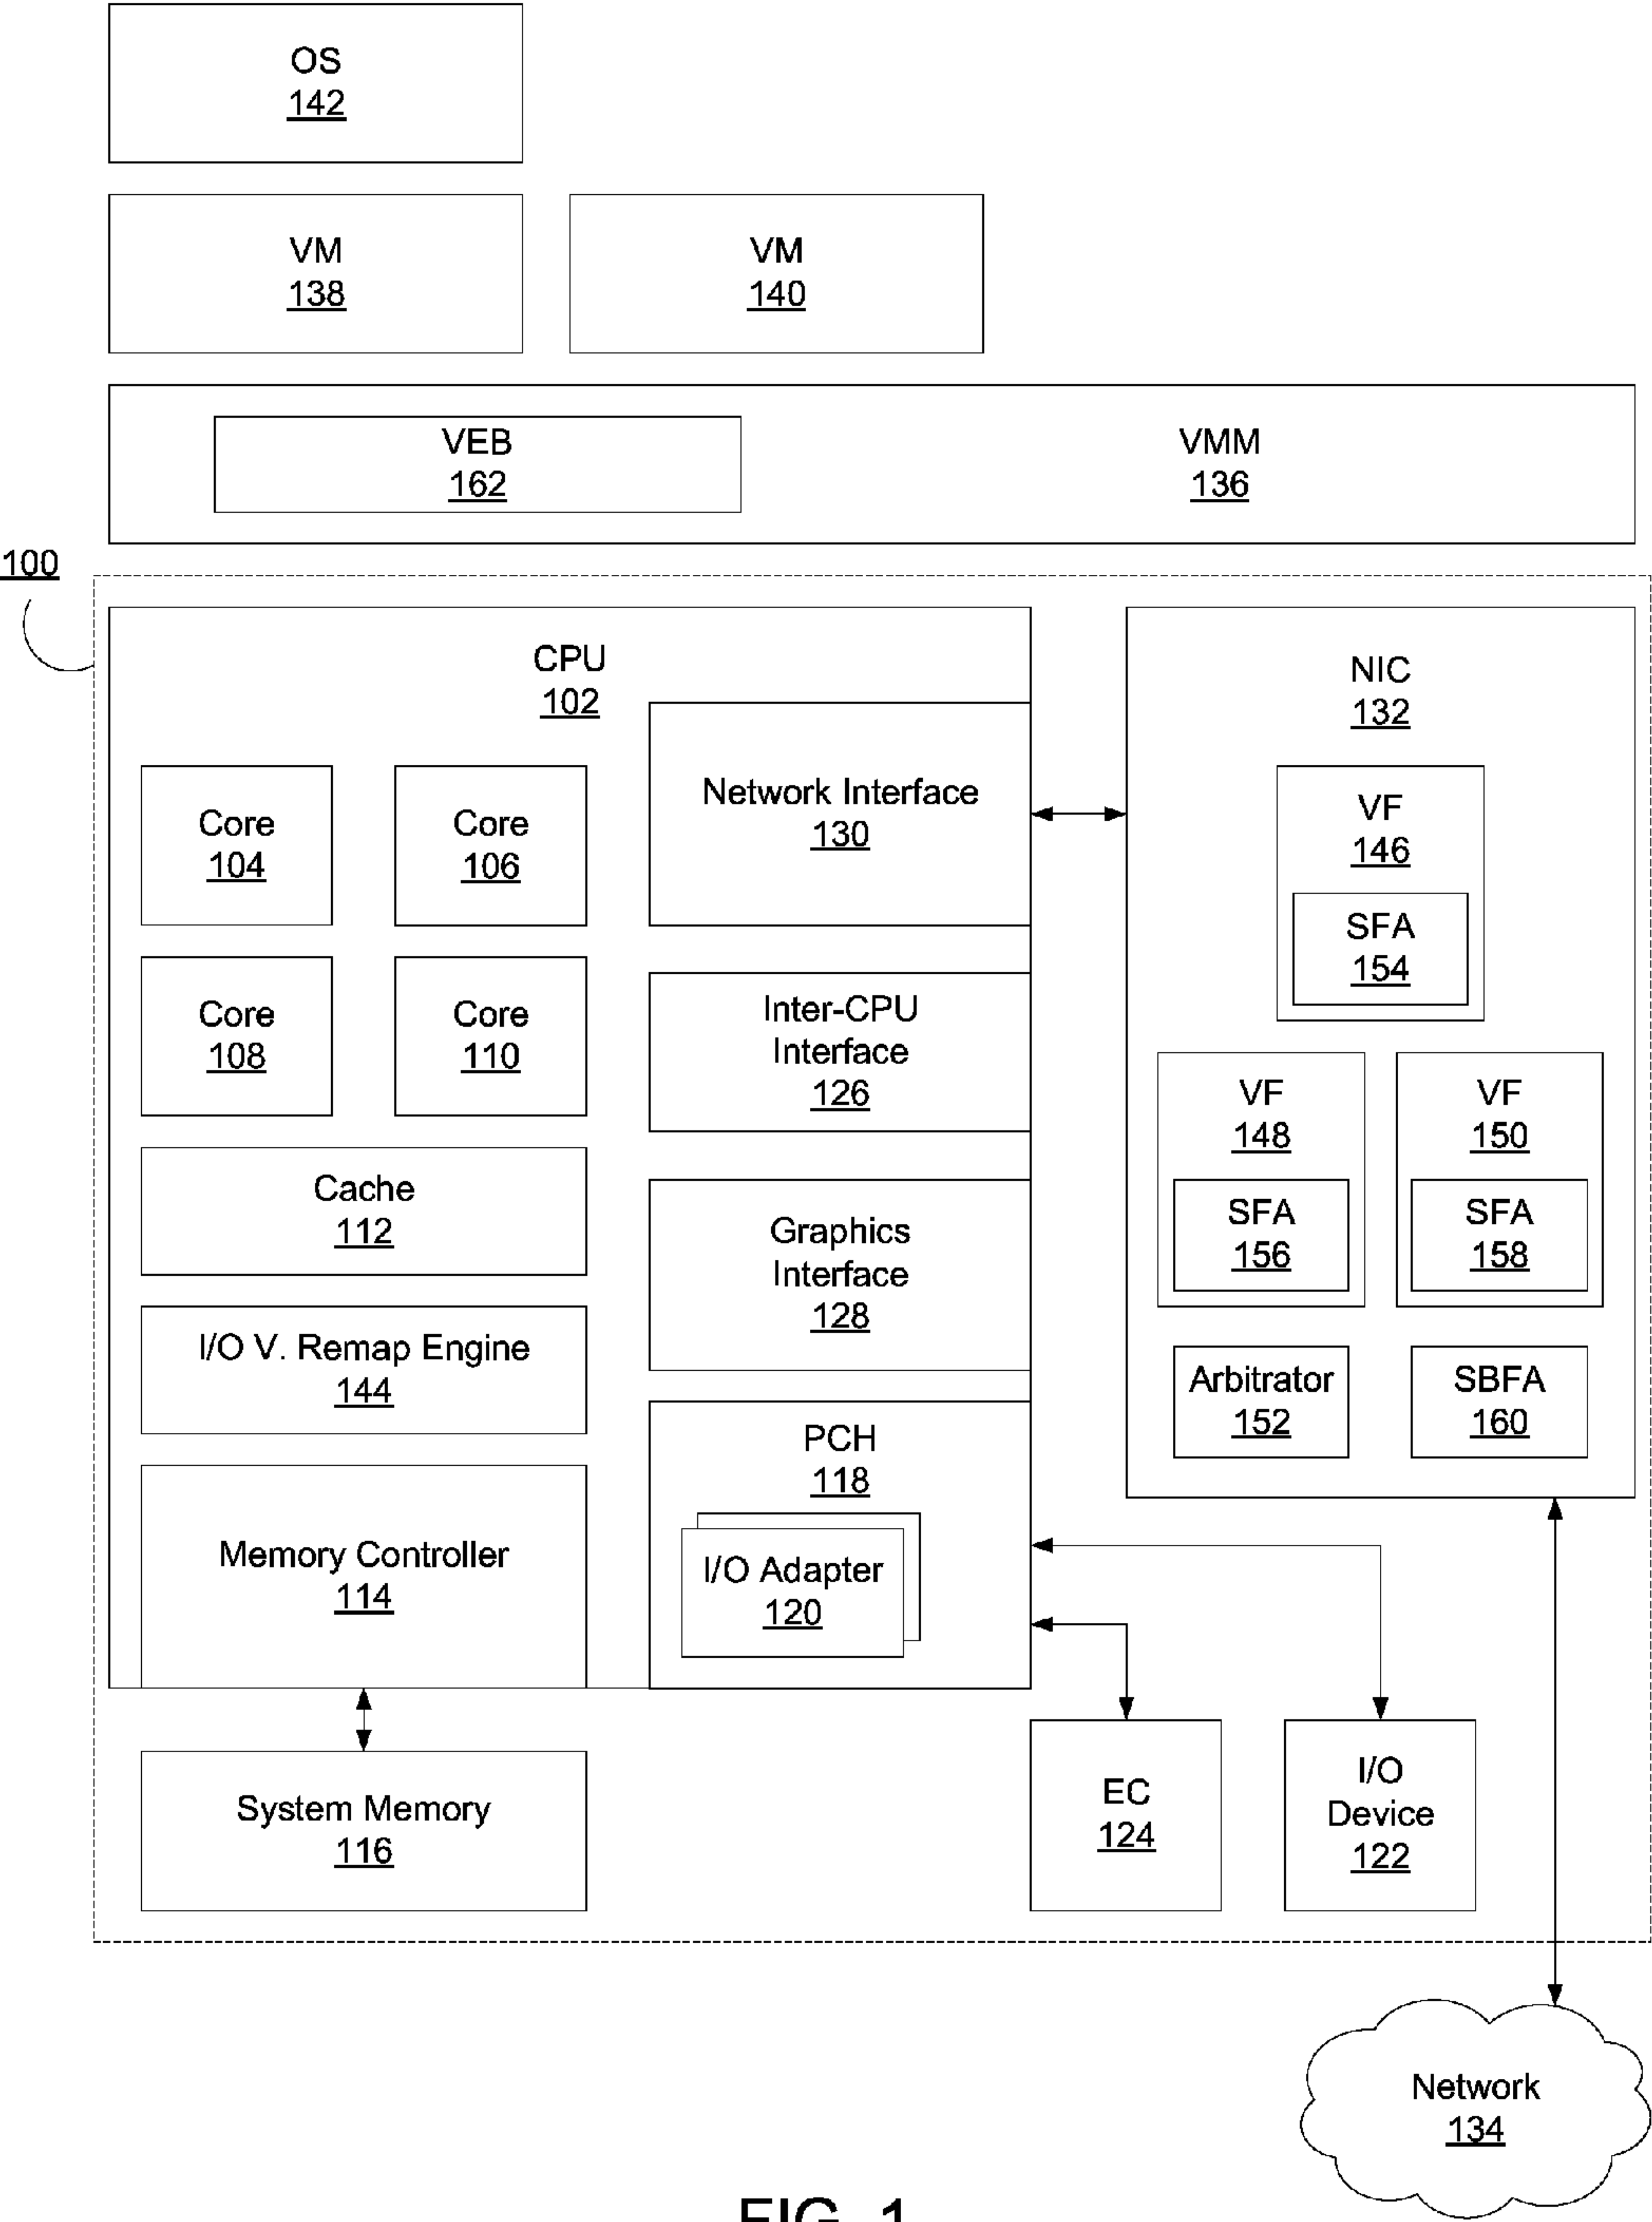 OS
142
VM
138
VM
140
VEB
162
VMM
136
100
CPU
102
NIC
132
Network Interface
130
Core
104
Core
106
VF
146
SFA
154
Core
108
Core
110
Inter-CPU
Interface
126
VF
148
SFA
156
VF
150
SFA
158
Cache
112
Graphics
Interface
128
I/O V. Remap Engine
144
Arbitrator
152
SBFA
160
PCH
118
I/O Adapter
120
Memory Controller
114
System Memory
116
EC
124
I/O
Device
122
Network
134
FIG. 1